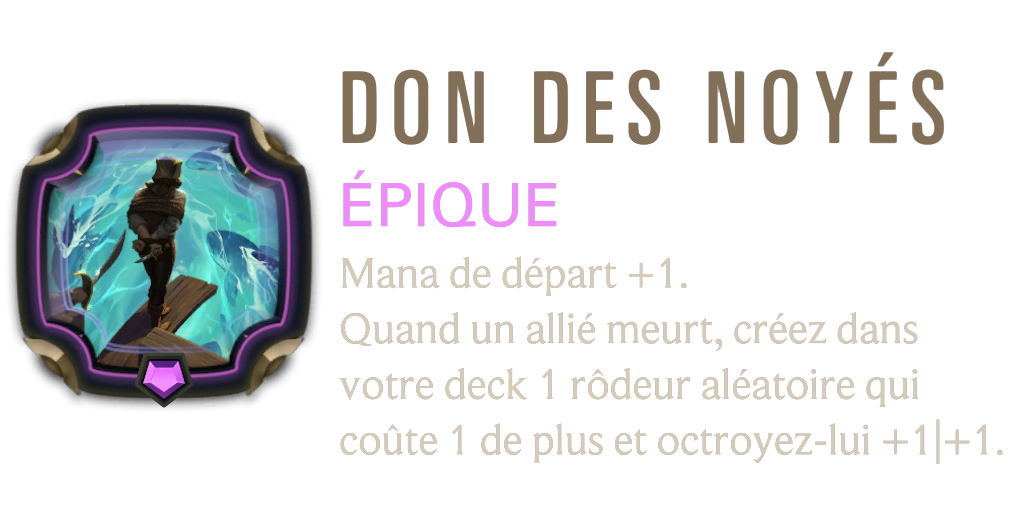 DON DES NOYÉS
ÉPIQUE
Mana de départ +1.
Quand un allié meurt, créez dans
votre deck 1 rôdeur aléatoire qui
coûte 1 de plus et octroyez-lui +1|+1.